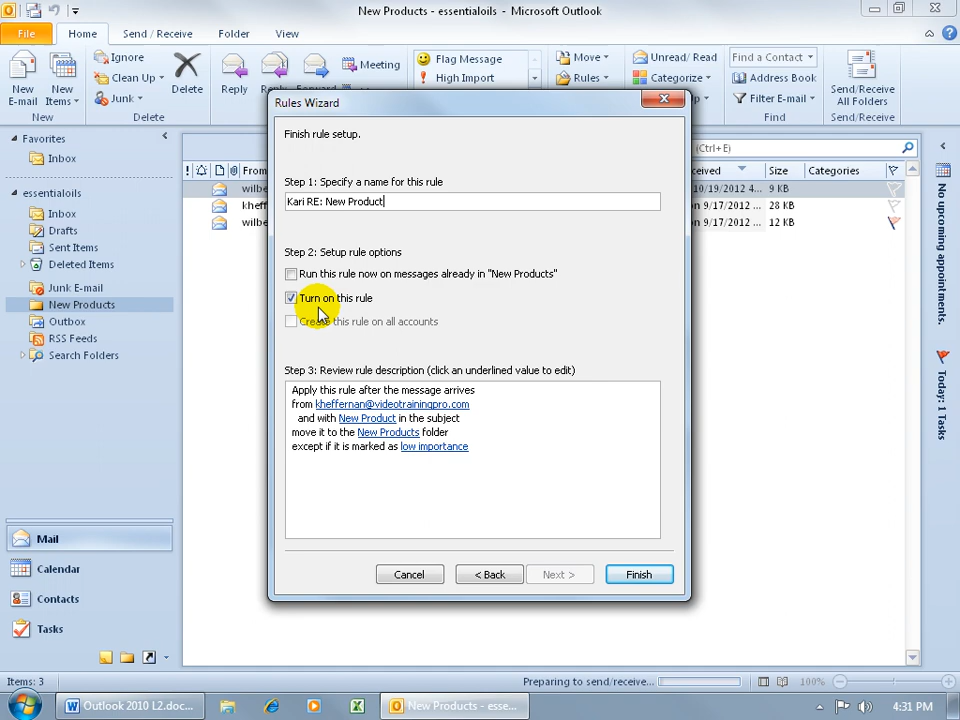 New Products - essentialoils - Microsoft Outlook
File Home Send / Receive Folder View
New E-mail
New Items
New
Ignore
Clean Up
Junk
Delete
Delete
Reply
Meeting
Flag Message
High Import
Move
Rules
Unread/ Read
Categorize
Find a Contact
Address Book
Filter E-mail
Find
Send/Receive All Folders
Send/Receive
Favorites
Inbox
essentialoils
Inbox
Drafts
Sent Items
Deleted Items
Junk E-mail
New Products
Outbox
RSS Feeds
Search Folders
Mail
Calendar
Contacts
Tasks
(Ctrl+E)
From
Size Categories
wilbe
10/19/2012 4... 9 KB
kheff
on 9/17/2012 ... 28 KB
wilbe
on 9/17/2012 ... 12 KB
Rules Wizard
Finish rule setup.
Step 1: Specify a name for this rule
Kari RE: New Product
Step 2: Setup rule options
Run this rule now on messages already in "New Products"
Turn on this rule
Create this rule on all accounts
Step 3: Review rule description (click an underlined value to edit)
Apply this rule after the message arrives
from kheffernan@videotrainingpro.com
and with New Product in the subject
move it to the New Products folder
except if it is marked as low importance
Cancel
< Back
Next >
Finish
No upcoming appointments.
Today: 1 Tasks
Items: 3
Preparing to send/receive...
100%
Outlook 2010 L2.doc...
New Products - esse...
4:31 PM